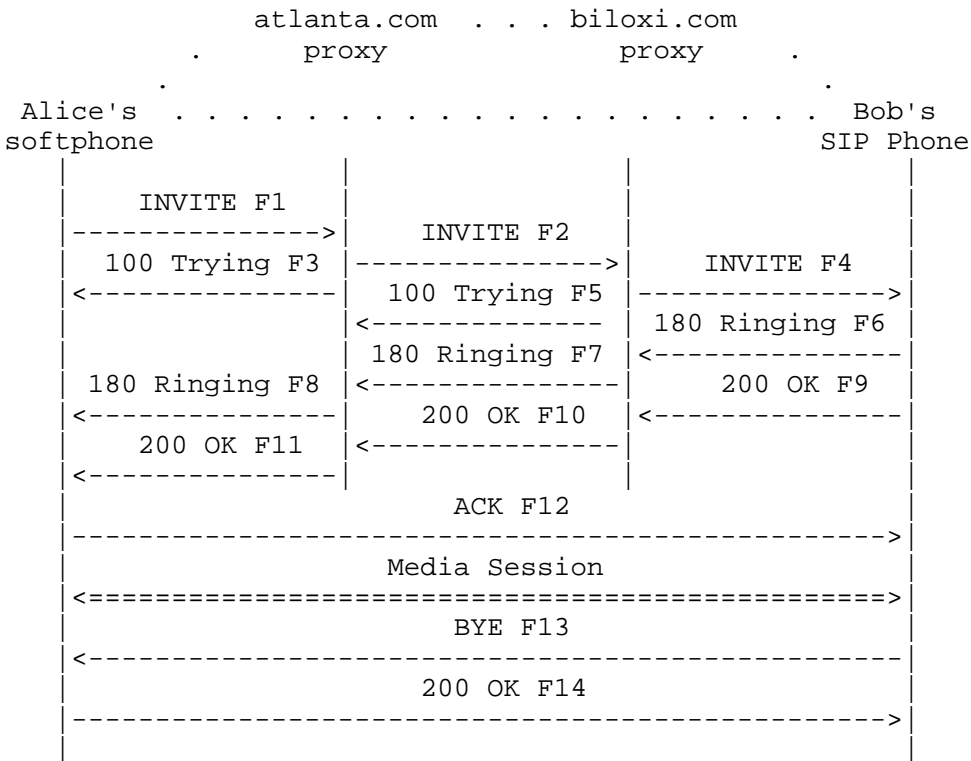 atlanta.com . . . biloxi.com
. proxy proxy .
. .
Alice's . . . . . . . . . . . . . . . . . . . . Bob's
softphone SIP Phone
| | | |
| INVITE F1 | | |
|--------------->| INVITE F2 | |
| 100 Trying F3 |--------------->| INVITE F4 |
|<---------------| 100 Trying F5 |--------------->|
| |<-------------- | 180 Ringing F6 |
| | 180 Ringing F7 |<---------------|
| 180 Ringing F8 |<---------------| 200 OK F9 |
|<---------------| 200 OK F10 |<---------------|
| 200 OK F11 |<---------------| |
|<---------------| | |
| ACK F12 |
|------------------------------------------------->|
| Media Session |
|<================================================>|
| BYE F13 |
|<-------------------------------------------------|
| 200 OK F14 |
|------------------------------------------------->|
| |